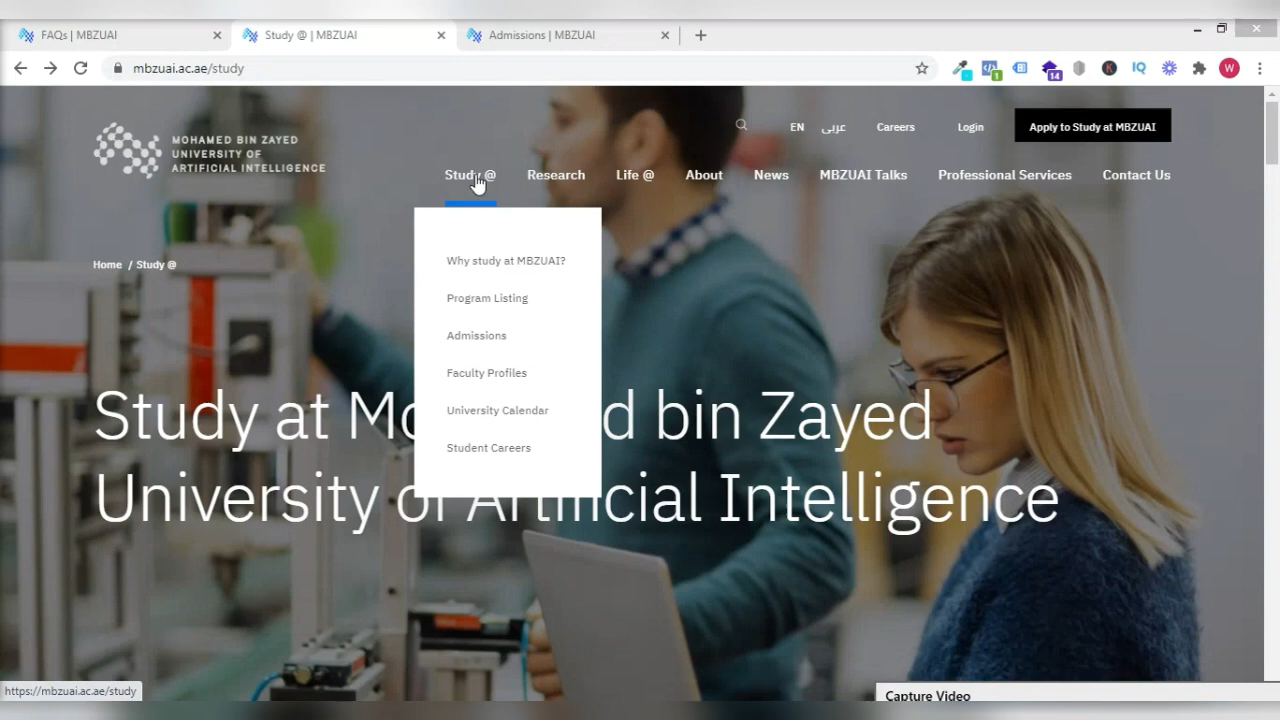 FAQs | MBZUAI
Study @ | MBZUAI
Admissions | MBZUAI
mbzuai.ac.ae/study
14
1
IQ
K
W
MOHAMED BIN ZAYED
UNIVERSITY OF
ARTIFICIAL INTELLIGENCE
EN
عربي
Careers
Login
Apply to Study at MBZUAI
Study @
Research
Life @
About
News
MBZUAI Talks
Professional Services
Contact Us
Home / Study @
Why study at MBZUAI?
Program Listing
Admissions
Faculty Profiles
University Calendar
Student Careers
Study at Mo d bin Zayed
University of Artificial Intelligence
https://mbzuai.ac.ae/study
Capture Video